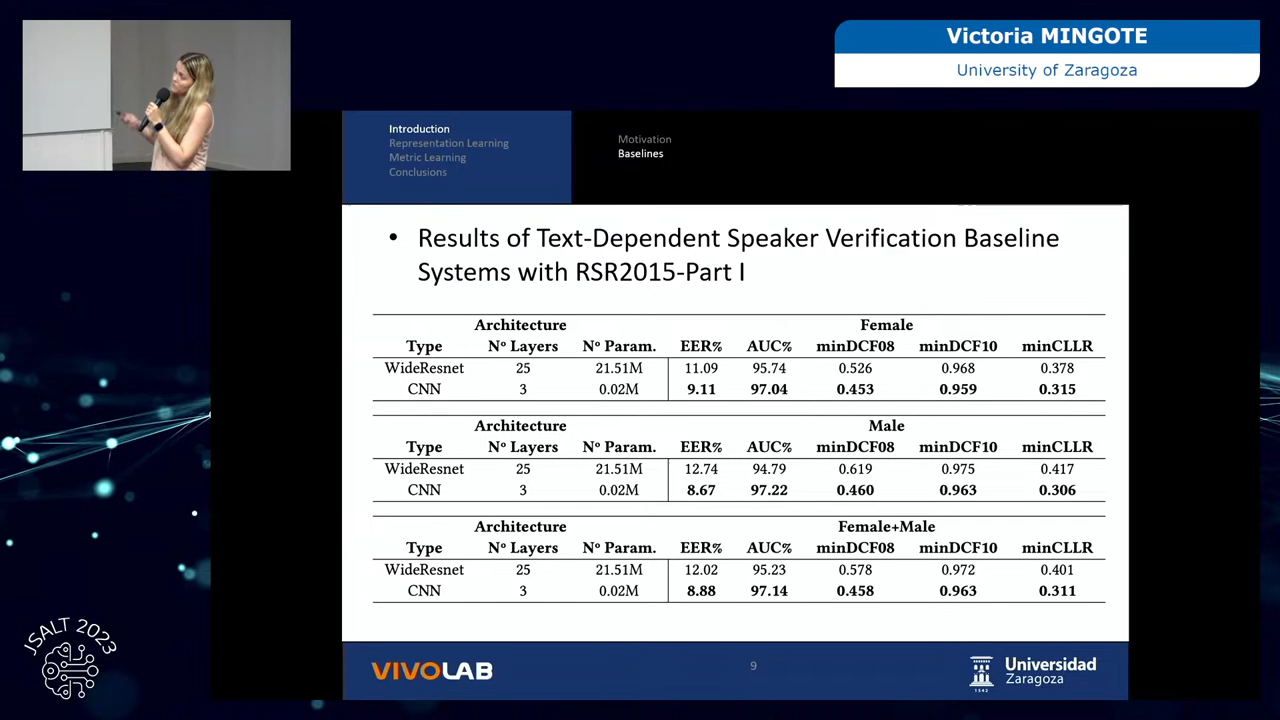 Victoria MINGOTE
University of Zaragoza
Introduction
Representation Learning
Metric Learning
Conclusions
Motivation
Baselines
• Results of Text-Dependent Speaker Verification Baseline
Systems with RSR2015-Part I
Architecture Female
Type Nº Layers Nº Param. EER% AUC% minDCF08 minDCF10 minCLLR
WideResnet 25 21.51M 11.09 95.74 0.526 0.968 0.378
CNN 3 0.02M 9.11 97.04 0.453 0.959 0.315
Architecture Male
Type Nº Layers Nº Param. EER% AUC% minDCF08 minDCF10 minCLLR
WideResnet 25 21.51M 12.74 94.79 0.619 0.975 0.417
CNN 3 0.02M 8.67 97.22 0.460 0.963 0.306
Architecture Female+Male
Type Nº Layers Nº Param. EER% AUC% minDCF08 minDCF10 minCLLR
WideResnet 25 21.51M 12.02 95.23 0.578 0.972 0.401
CNN 3 0.02M 8.88 97.14 0.458 0.963 0.311
JSALT 2023
VIVOLAB
9
Universidad
Zaragoza
1542